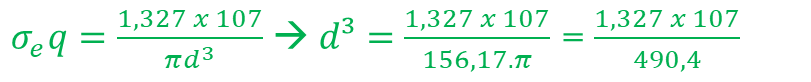 σₑq = 1,327 x 107 / πd³ → d³ = 1,327 x 107 / 156,17.π = 1,327 x 107 / 490,4